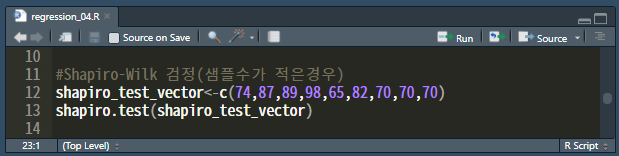 regression_04.R
Source on Save
Run
Source
10
11 #Shapiro-Wilk 검정(샘플수가 적은경우)
12 shapiro_test_vector<-c(74,87,89,98,65,82,70,70,70)
13 shapiro.test(shapiro_test_vector)
14
23:1 (Top Level) R Script